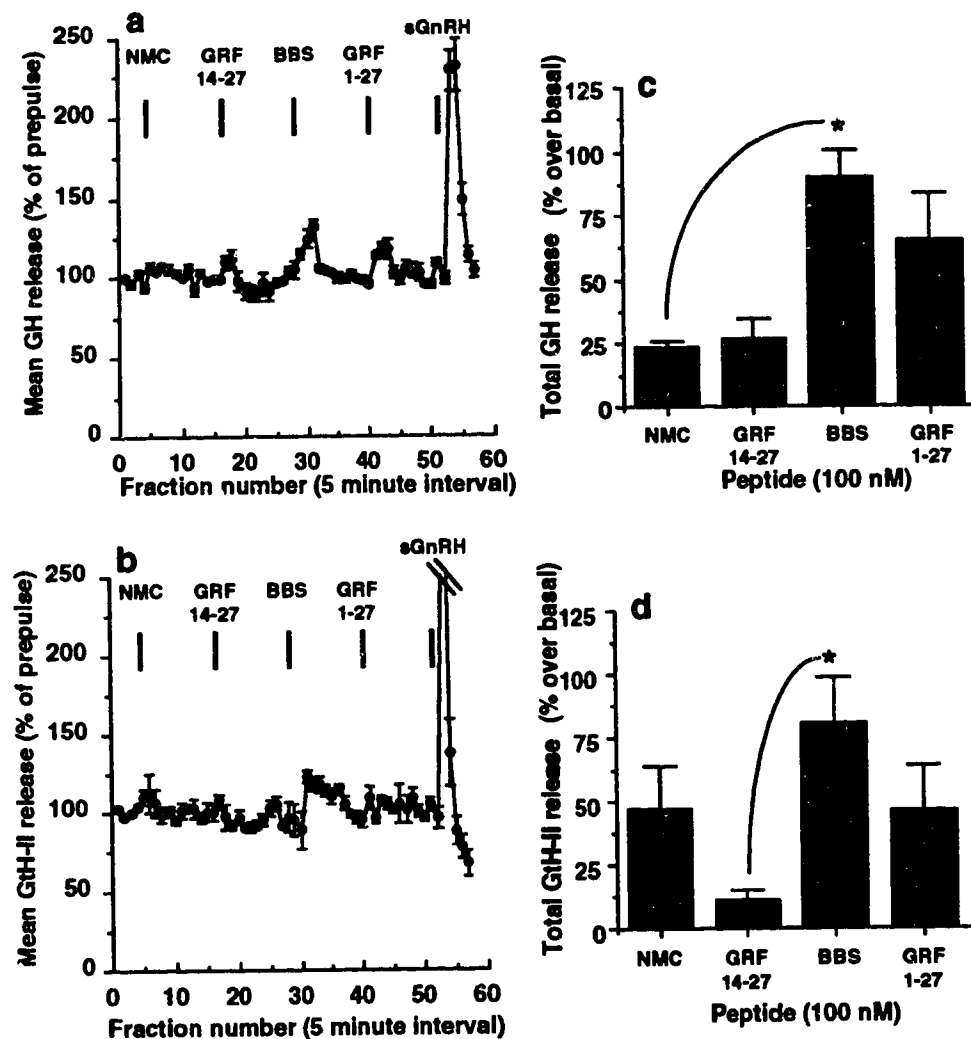 a
sGnRH
NMC GRF BBS GRF
14-27 1-27
250
200
150
100
50
0
Mean GH release (% of prepulse)
0 10 20 30 40 50 60
Fraction number (5 minute interval)
c
*
125
100
75
50
25
0
Total GH release (% over basal)
NMC GRF BBS GRF
14-27 1-27
Peptide (100 nM)
b
sGnRH
NMC GRF BBS GRF
14-27 1-27
250
200
150
100
50
0
Mean GtH-II release (% of prepulse)
0 10 20 30 40 50 60
Fraction number (5 minute interval)
d
*
125
100
75
50
25
0
Total GtH-II release (% over basal)
NMC GRF BBS GRF
14-27 1-27
Peptide (100 nM)